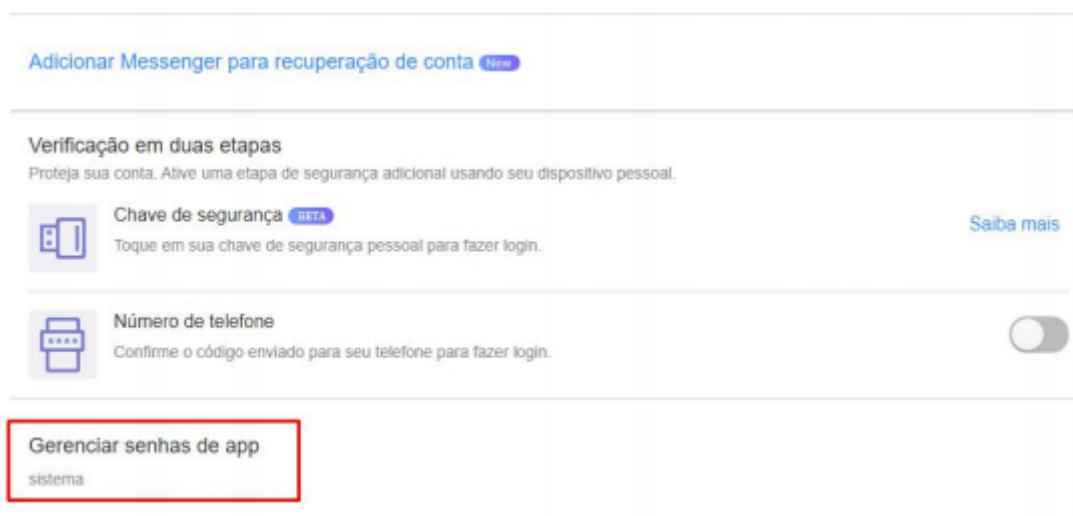 Adicionar Messenger para recuperação de conta New
Verificação em duas etapas
Proteja sua conta. Ative uma etapa de segurança adicional usando seu dispositivo pessoal.
Chave de segurança BETA
Saiba mais
Toque em sua chave de segurança pessoal para fazer login.
Número de telefone
Confirme o código enviado para seu telefone para fazer login.
Gerenciar senhas de app
sistema